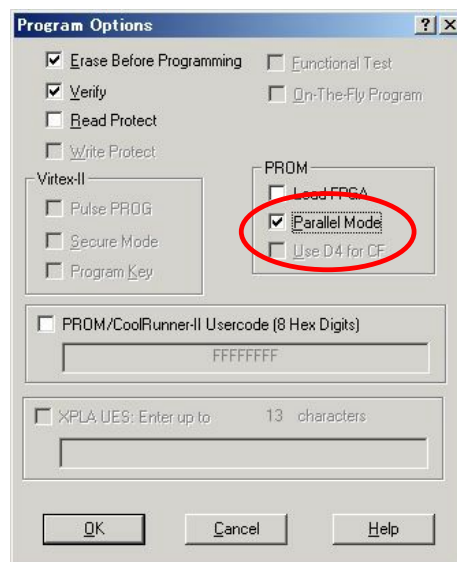 Program Options
Erase Before Programming
Functional Test
Verify
On-The-Fly Program
Read Protect
Write Protect
Virtex-II
Pulse PROG
Secure Mode
Program Key
PROM
Load FPGA
Parallel Mode
Use D4 for CF
PROM/CoolRunner-II Usercode (8 Hex Digits)
FFFFFFFF
XPLA UES: Enter up to 13 characters
OK Cancel Help